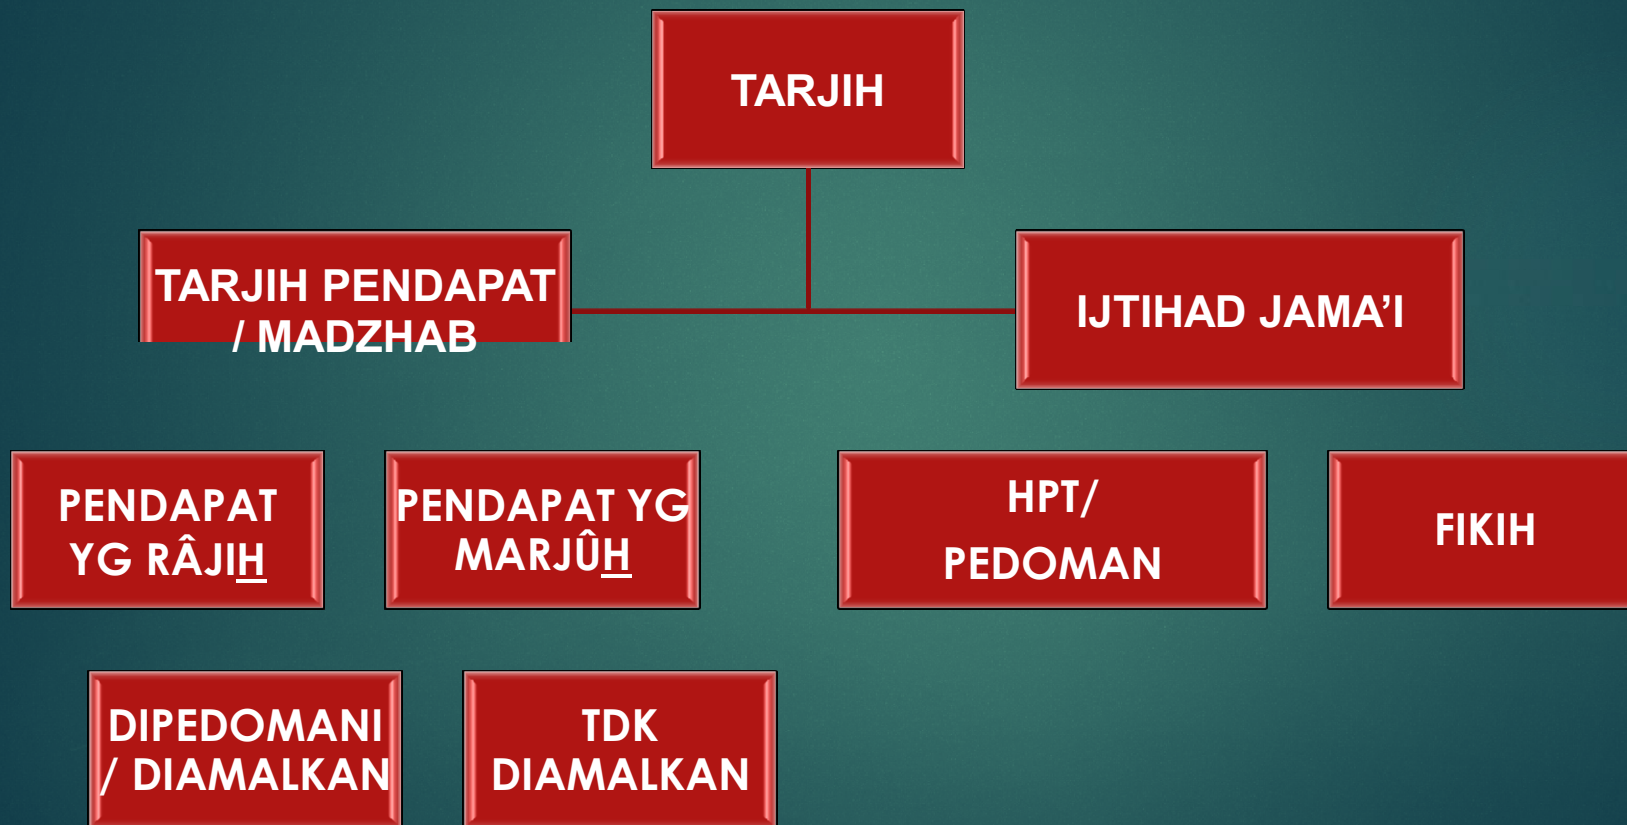 TARJIH
TARJIH PENDAPAT
/ MADZHAB
IJTIHAD JAMA’I
PENDAPAT
YG RÂJIH
PENDAPAT YG
MARJÛH
HPT/
PEDOMAN
FIKIH
DIPEDOMANI
/ DIAMALKAN
TDK
DIAMALKAN